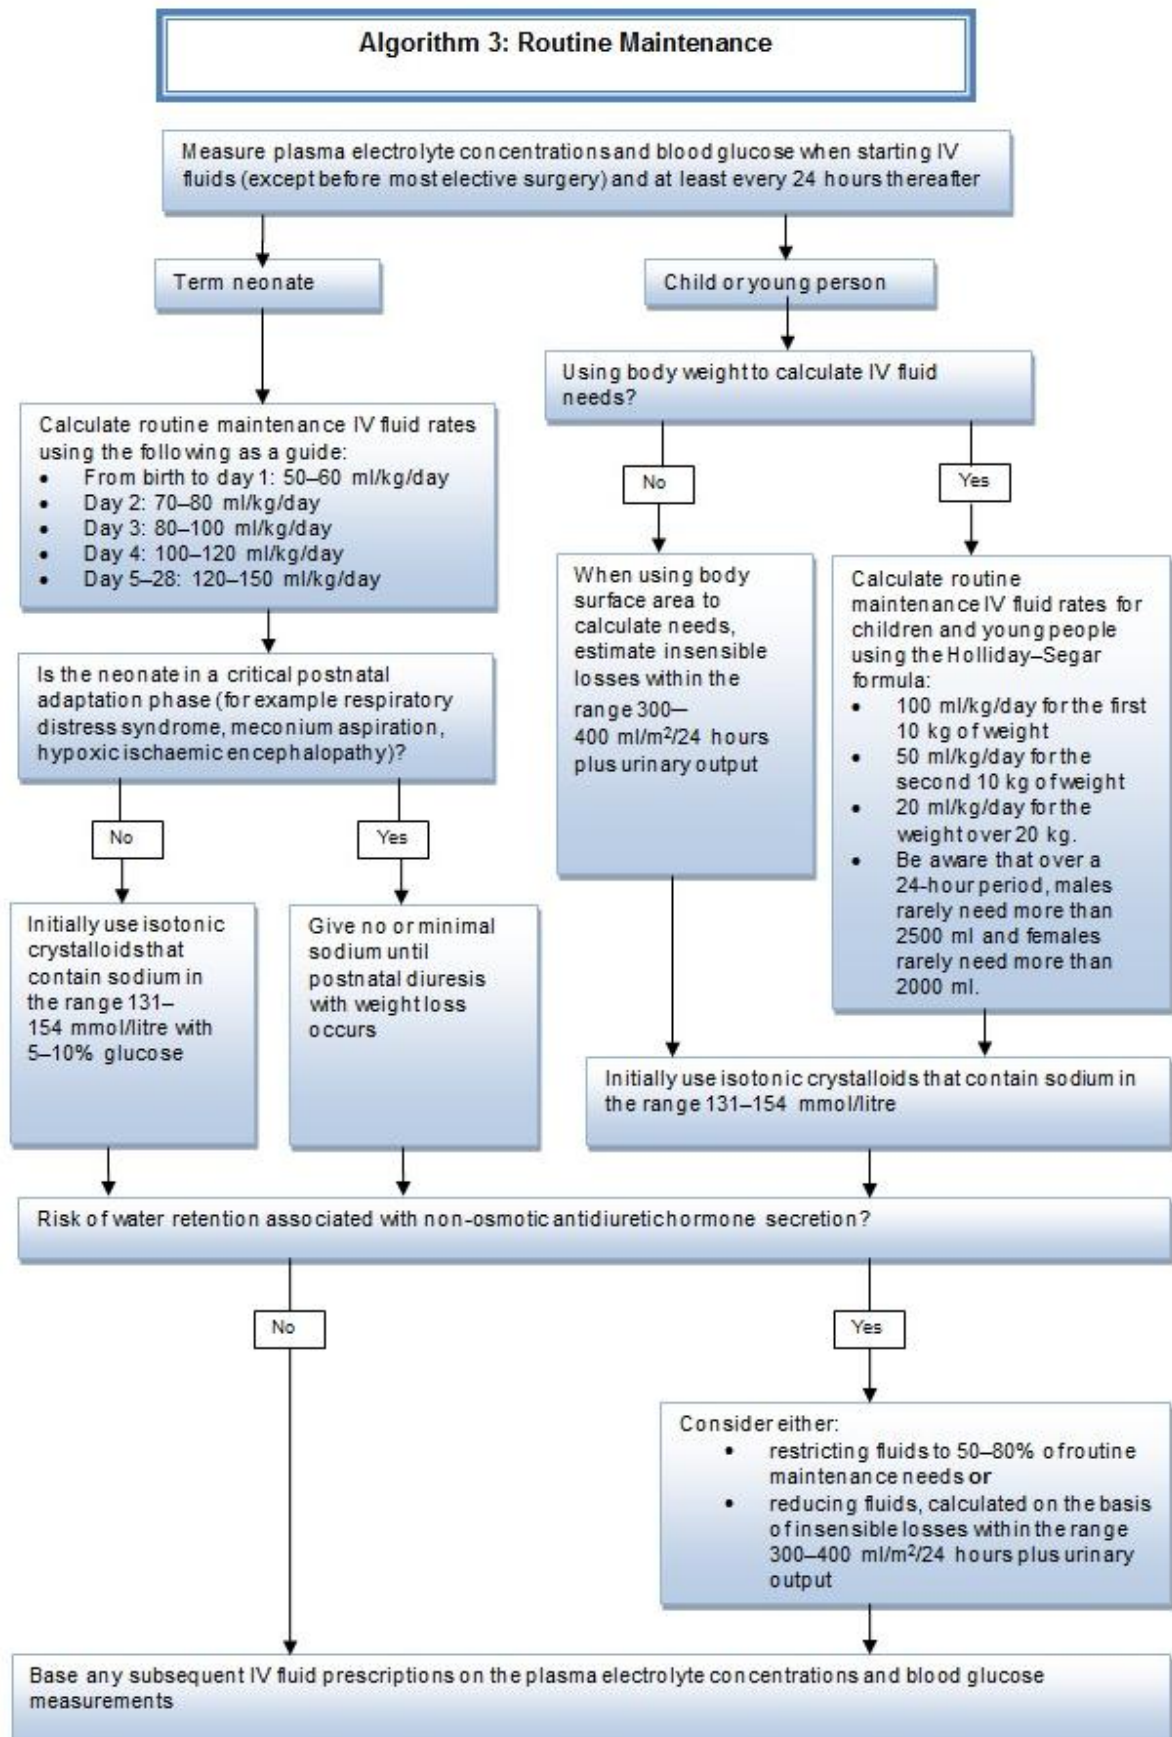 Algorithm 3: Routine Maintenance
Measure plasma electrolyte concentrations and blood glucose when starting IV
fluids (except before most elective surgery) and at least every 24 hours thereafter
Term neonate
Child or young person
Using body weight to calculate IV fluid
needs?
Calculate routine maintenance IV fluid rates
using the following as a guide:
• From birth to day 1: 50–60 ml/kg/day
• Day 2: 70–80 ml/kg/day
• Day 3: 80–100 ml/kg/day
• Day 4: 100–120 ml/kg/day
• Day 5–28: 120–150 ml/kg/day
No
Yes
When using body
surface area to
calculate needs,
estimate insensible
losses within the
range 300–
400 ml/m²/24 hours
plus urinary output
Calculate routine
maintenance IV fluid rates for
children and young people
using the Holliday–Segar
formula:
• 100 ml/kg/day for the first
10 kg of weight
• 50 ml/kg/day for the
second 10 kg of weight
• 20 ml/kg/day for the
weight over 20 kg.
• Be aware that over a
24-hour period, males
rarely need more than
2500 ml and females
rarely need more than
2000 ml.
Is the neonate in a critical postnatal
adaptation phase (for example respiratory
distress syndrome, meconium aspiration,
hypoxic ischaemic encephalopathy)?
No
Yes
Initially use isotonic
crystalloids that
contain sodium in
the range 131–
154 mmol/litre with
5–10% glucose
Give no or minimal
sodium until
postnatal diuresis
with weight loss
occurs
Initially use isotonic crystalloids that contain sodium in
the range 131–154 mmol/litre
Risk of water retention associated with non-osmotic antidiuretic hormone secretion?
No
Yes
Consider either:
• restricting fluids to 50–80% of routine
maintenance needs or
• reducing fluids, calculated on the basis
of insensible losses within the range
300–400 ml/m²/24 hours plus urinary
output
Base any subsequent IV fluid prescriptions on the plasma electrolyte concentrations and blood glucose
measurements